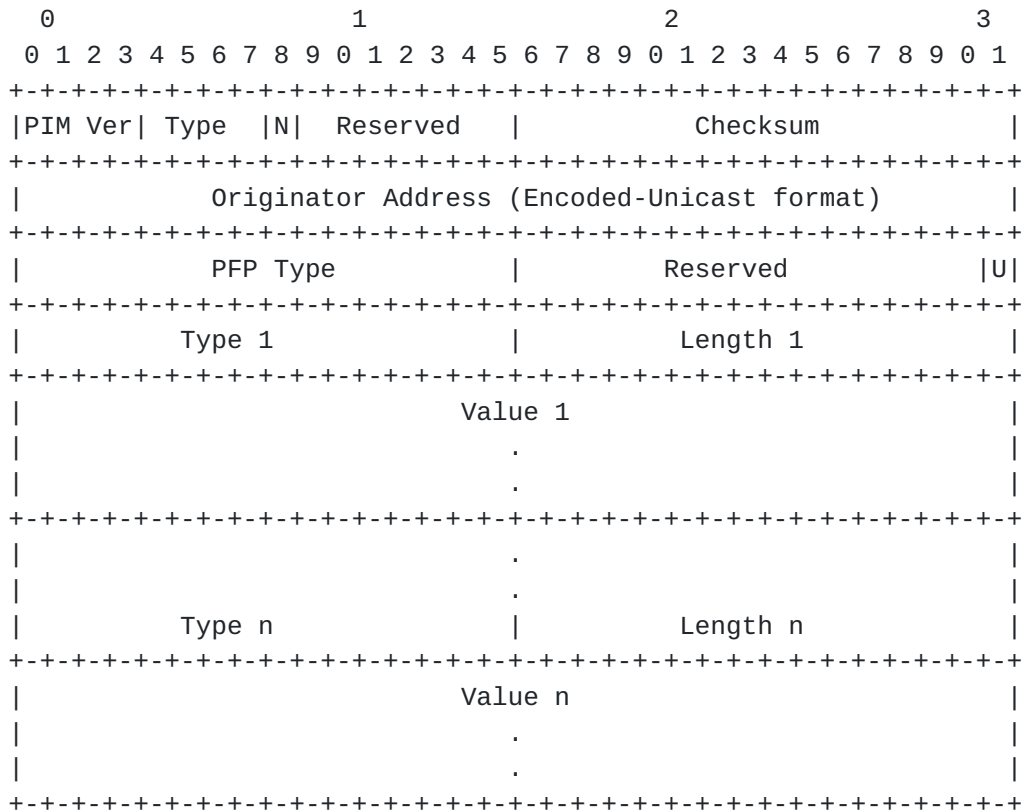 0                   1                   2                   3
0 1 2 3 4 5 6 7 8 9 0 1 2 3 4 5 6 7 8 9 0 1 2 3 4 5 6 7 8 9 0 1
+-+-+-+-+-+-+-+-+-+-+-+-+-+-+-+-+-+-+-+-+-+-+-+-+-+-+-+-+-+-+-+-+
|PIM Ver| Type  |N|  Reserved   |           Checksum            |
+-+-+-+-+-+-+-+-+-+-+-+-+-+-+-+-+-+-+-+-+-+-+-+-+-+-+-+-+-+-+-+-+
|            Originator Address (Encoded-Unicast format)        |
+-+-+-+-+-+-+-+-+-+-+-+-+-+-+-+-+-+-+-+-+-+-+-+-+-+-+-+-+-+-+-+-+
|            PFP Type           |         Reserved            |U|
+-+-+-+-+-+-+-+-+-+-+-+-+-+-+-+-+-+-+-+-+-+-+-+-+-+-+-+-+-+-+-+-+
|          Type 1               |          Length 1             |
+-+-+-+-+-+-+-+-+-+-+-+-+-+-+-+-+-+-+-+-+-+-+-+-+-+-+-+-+-+-+-+-+
|                            Value 1                            |
|                               .                               |
|                               .                               |
+-+-+-+-+-+-+-+-+-+-+-+-+-+-+-+-+-+-+-+-+-+-+-+-+-+-+-+-+-+-+-+-+
|                               .                               |
|                               .                               |
|          Type n               |          Length n             |
+-+-+-+-+-+-+-+-+-+-+-+-+-+-+-+-+-+-+-+-+-+-+-+-+-+-+-+-+-+-+-+-+
|                            Value n                            |
|                               .                               |
|                               .                               |
+-+-+-+-+-+-+-+-+-+-+-+-+-+-+-+-+-+-+-+-+-+-+-+-+-+-+-+-+-+-+-+-+